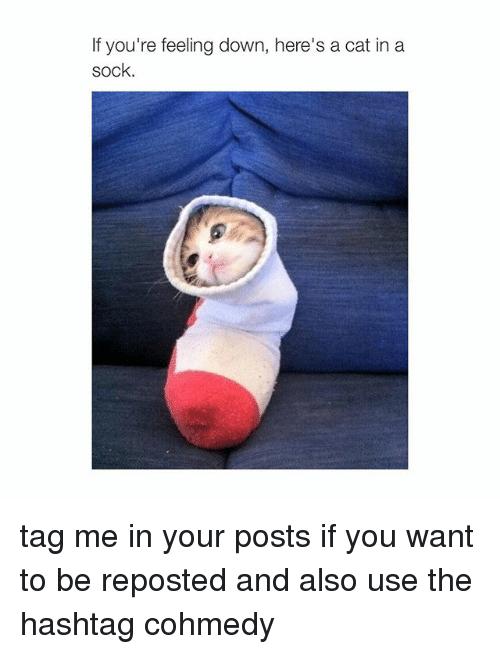 If you're feeling down, here's a cat in a
sock.
tag me in your posts if you want
to be reposted and also use the
hashtag cohmedy